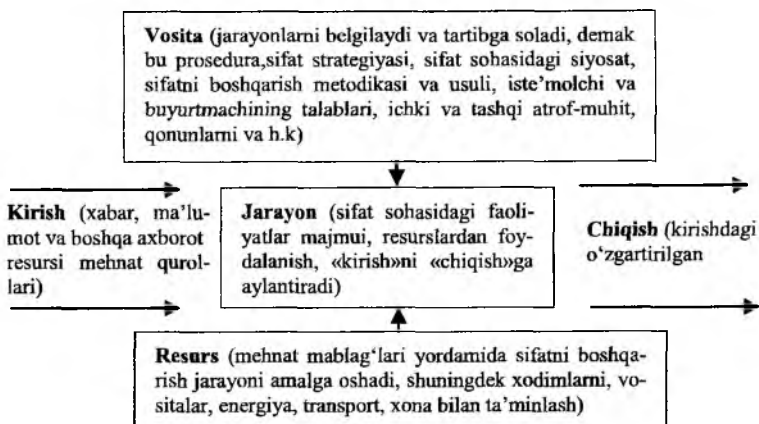 Vosita (jarayonlarni belgilaydi va tartibga soladi, demak
bu prosedura,sifat strategiyasi, sifat sohasidagi siyosat,
sifatni boshqarish metodikasi va usuli, iste'molchi va
buyurtmachining talablari, ichki va tashqi atrof-muhit,
qonunlarni va h.k)
Kirish (xabar, ma'lu-
mot va boshqa axborot
resursi mehnat qurol-
lari)
Jarayon (sifat sohasidagi faoli-
yatlar majmui, resurslardan foy-
dalanish, «kirish»ni «chiqish»ga
aylantiradi)
Chiqish (kirishdagi
o'zgartirilgan
Resurs (mehnat mablag'lari yordamida sifatni boshqa-
rish jarayoni amalga oshadi, shuningdek xodimlarni, vo-
sitalar, energiya, transport, xona bilan ta'minlash)